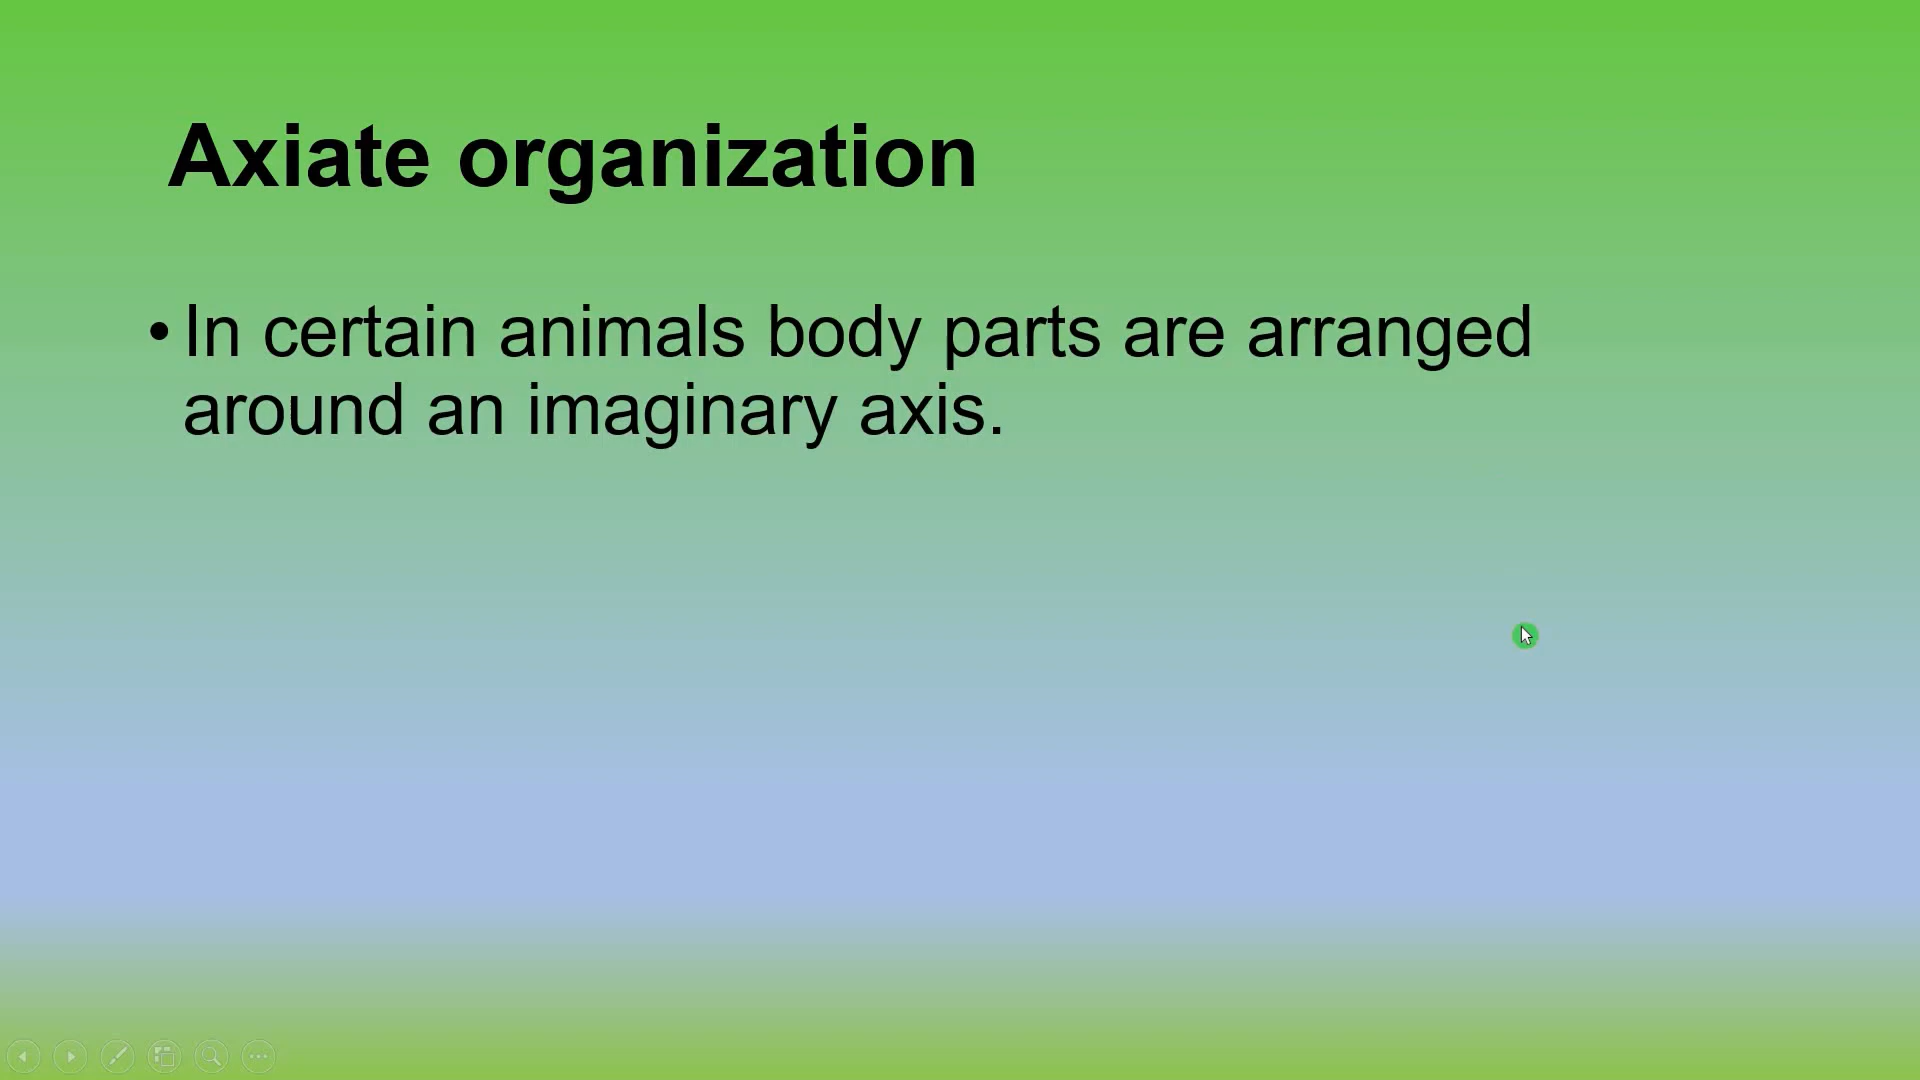 Axiate organization
• In certain animals body parts are arranged
around an imaginary axis.